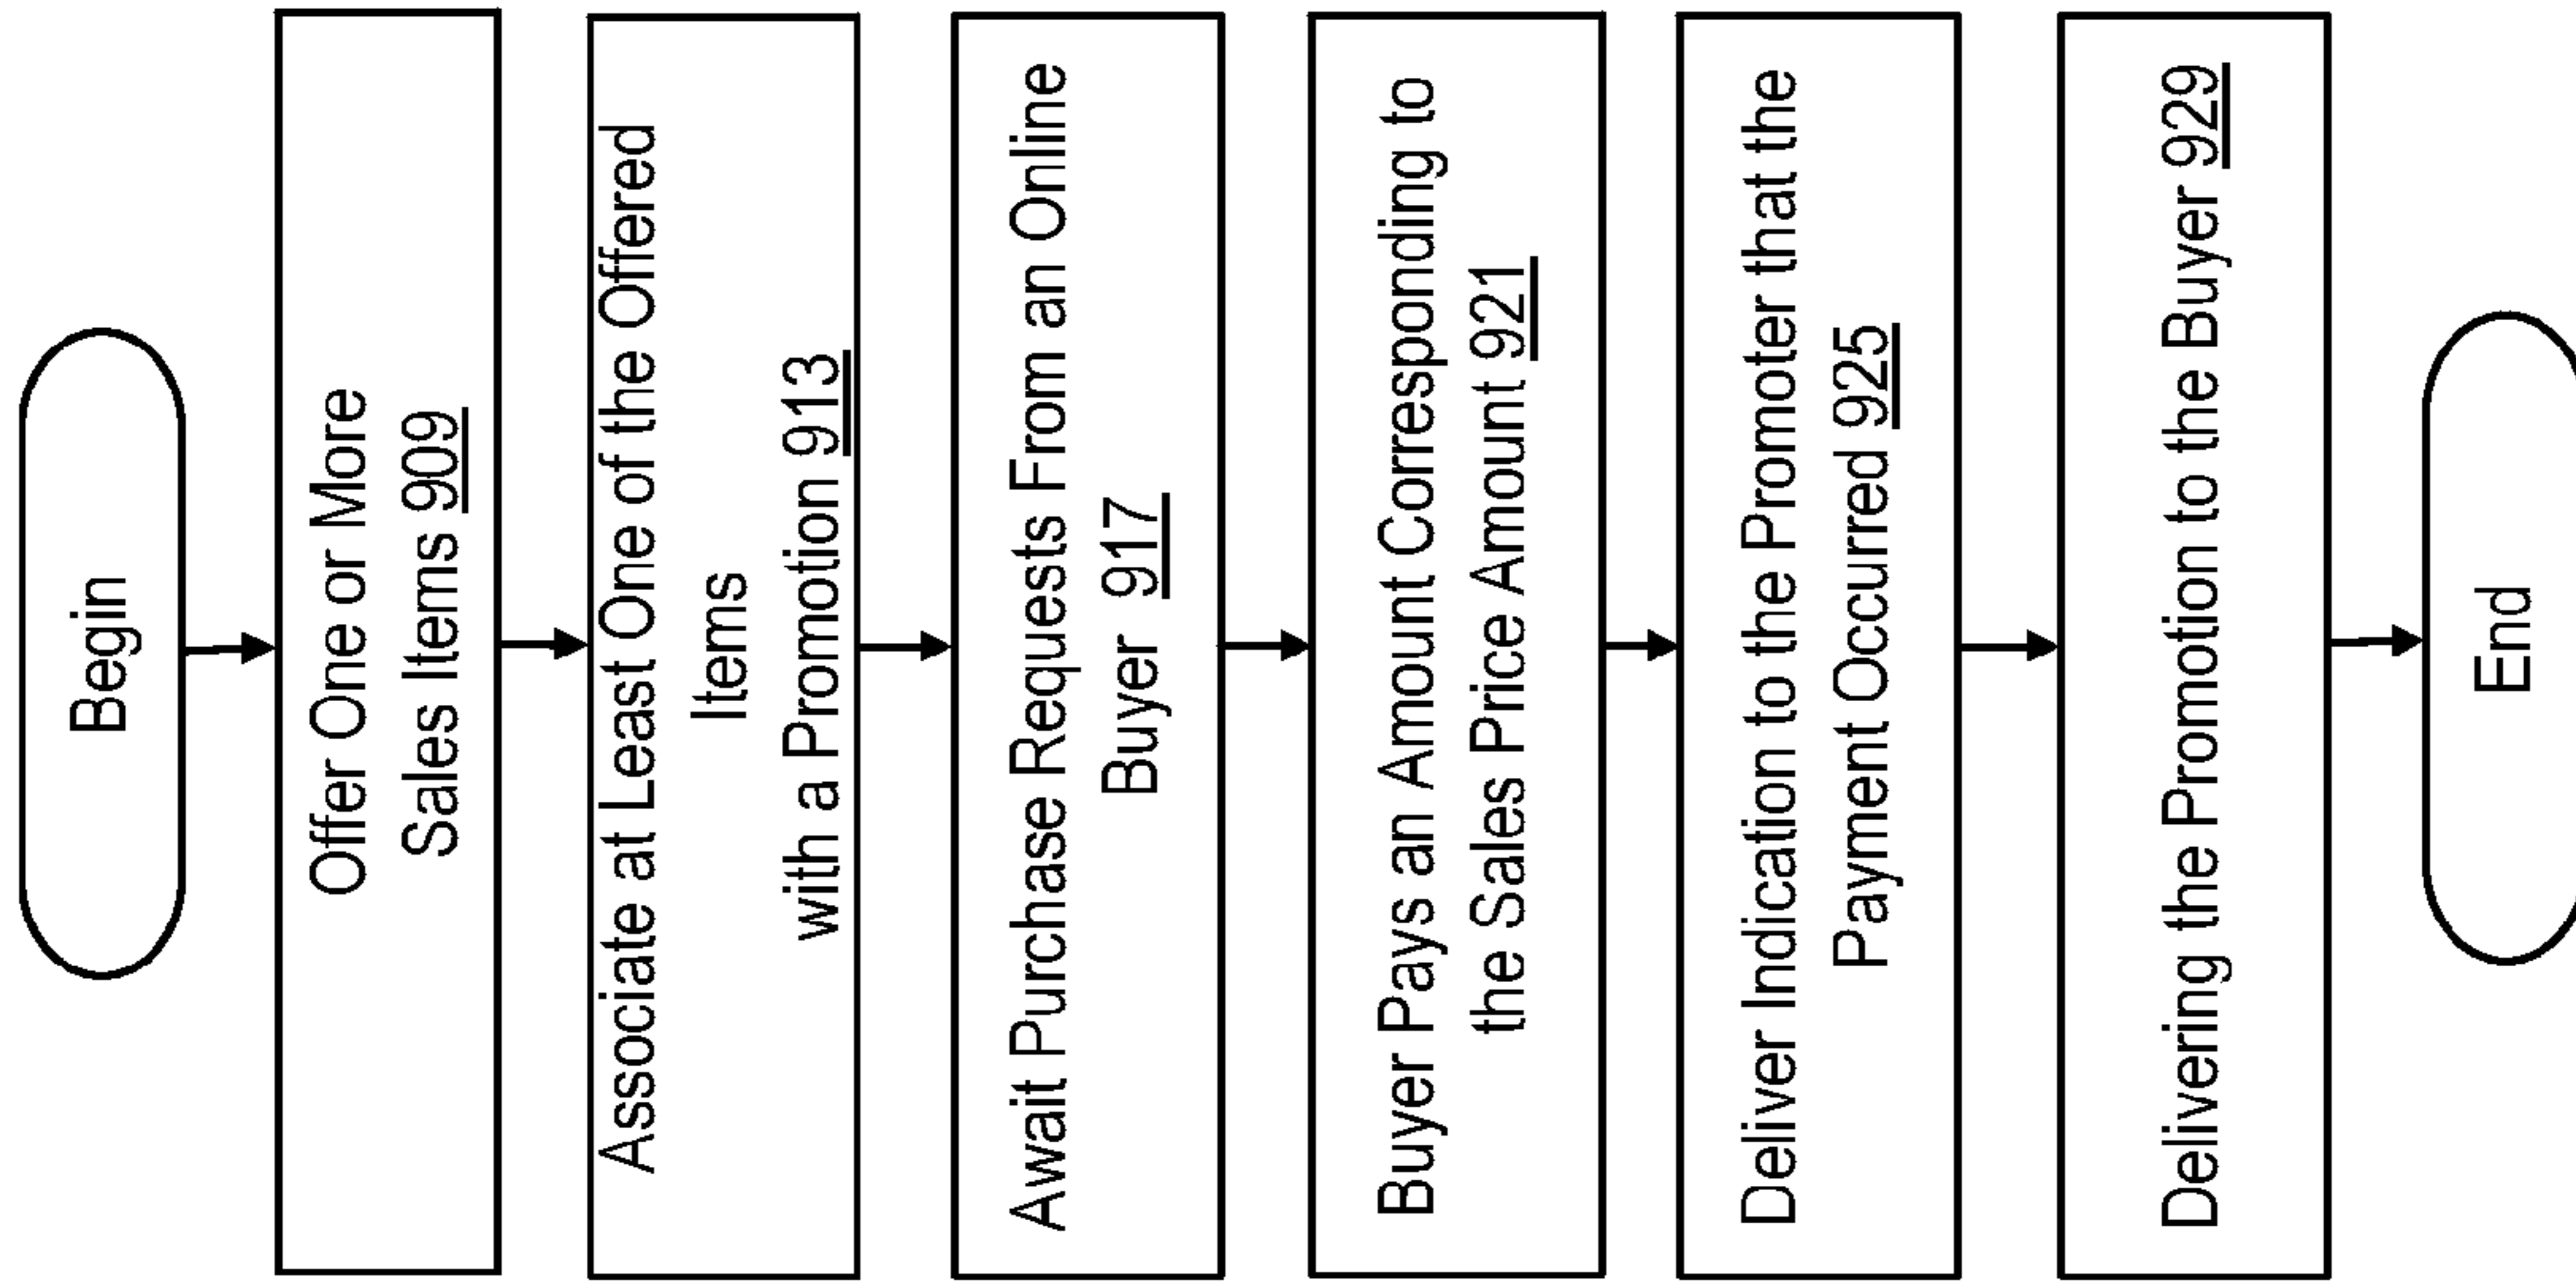 Begin
Offer One or More
Sales Items 909
Associate at Least One of the Offered
Items
with a Promotion 913
Await Purchase Requests From an Online
Buyer 917
Buyer Pays an Amount Corresponding to
the Sales Price Amount 921
Deliver Indication to the Promoter that the
Payment Occurred 925
Delivering the Promotion to the Buyer 929
End